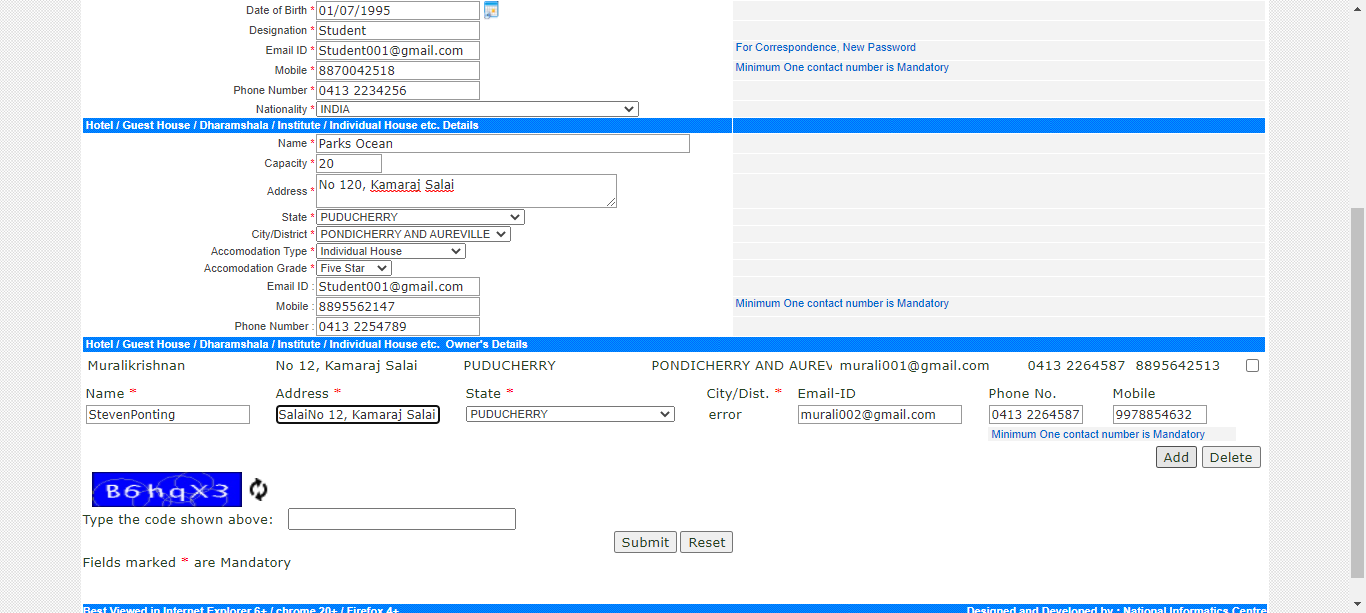 Date of Birth * 01/07/1995
Designation * Student
Email ID * Student001@gmail.com For Correspondence, New Password
Mobile * 8870042518 Minimum One contact number is Mandatory
Phone Number * 0413 2234256
Nationality * INDIA
Hotel / Guest House / Dharamshala / Institute / Individual House etc. Details
Name * Parks Ocean
Capacity * 20
Address * No 120, Kamaraj Salai
State * PUDUCHERRY
City/District * PONDICHERRY AND AUREVILLE
Accomodation Type * Individual House
Accomodation Grade * Five Star
Email ID : Student001@gmail.com
Mobile : 8895562147 Minimum One contact number is Mandatory
Phone Number : 0413 2254789
Hotel / Guest House / Dharamshala / Institute / Individual House etc. Owner's Details
Muralikrishnan No 12, Kamaraj Salai PUDUCHERRY PONDICHERRY AND AUREV murali001@gmail.com 0413 2264587 8895642513
Name * Address * State * City/Dist. * Email-ID Phone No. Mobile
StevenPonting SalaiNo 12, Kamaraj Salai PUDUCHERRY error murali002@gmail.com 0413 2264587 9978854632
Minimum One contact number is Mandatory
Add Delete
B6hqX3
Type the code shown above:
Submit Reset
Fields marked * are Mandatory
Best Viewed in Internet Explorer 6+ / chrome 20+ / Firefox 4+ Designed and Developed by : National Informatics Centre